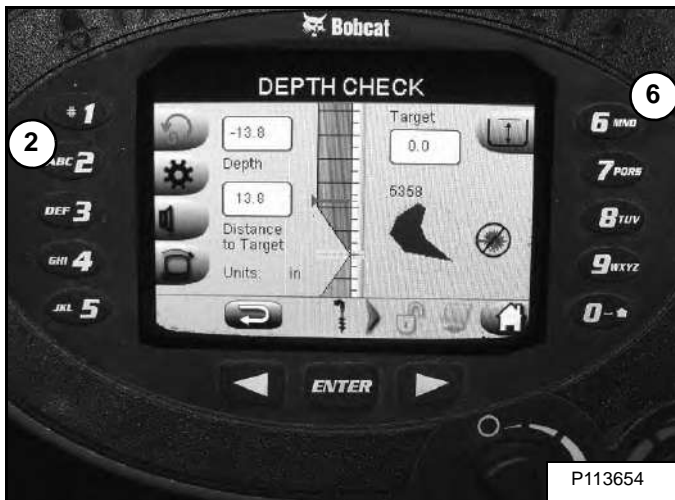 Bobcat
DEPTH CHECK
# 1
ABC 2
DEF 3
GHI 4
JKL 5
2
-13.8
Depth
13.8
Distance
to Target
Units: in
Target
0.0
5358
6
6 MNO
7 PQRS
8 TUV
9 WXYZ
0 -
ENTER
P113654